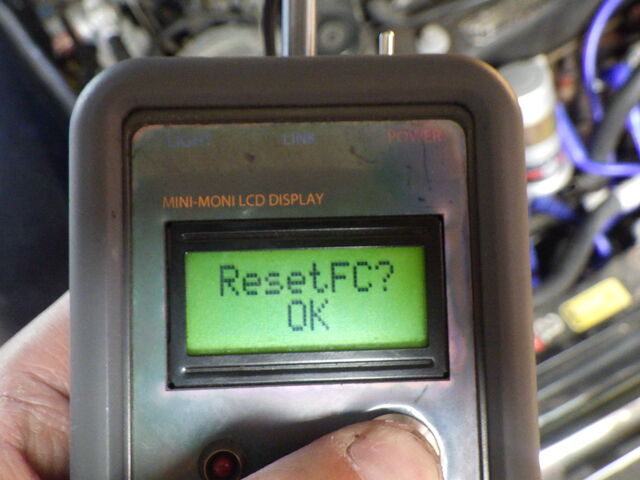 LIGHT LINK POWER
MINI-MONI LCD DISPLAY
ResetFC?
OK